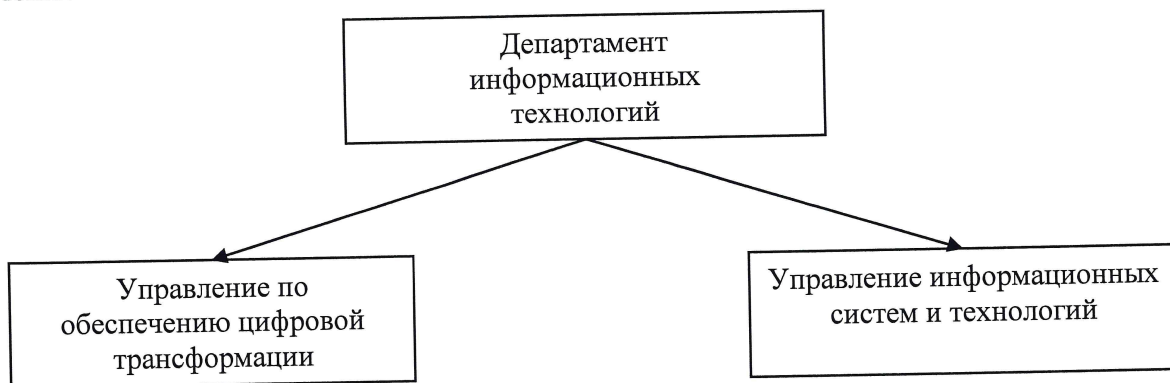 Департамент
информационных
технологий
Управление по
обеспечению цифровой
трансформации
Управление информационных
систем и технологий